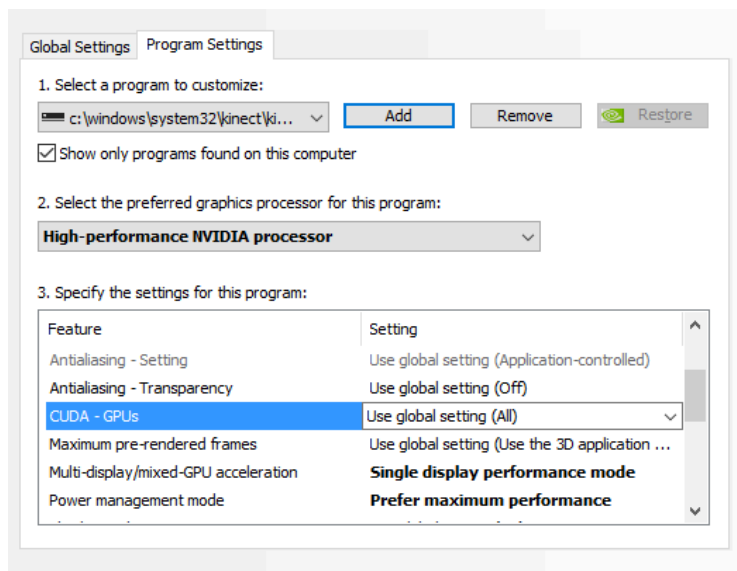 Global Settings Program Settings
1. Select a program to customize:
c:\windows\system32\kinect\ki... Add Remove Restore
Show only programs found on this computer
2. Select the preferred graphics processor for this program:
High-performance NVIDIA processor
3. Specify the settings for this program:
Feature Setting
Antialiasing - Setting Use global setting (Application-controlled)
Antialiasing - Transparency Use global setting (Off)
CUDA - GPUs Use global setting (All)
Maximum pre-rendered frames Use global setting (Use the 3D application ...
Multi-display/mixed-GPU acceleration Single display performance mode
Power management mode Prefer maximum performance